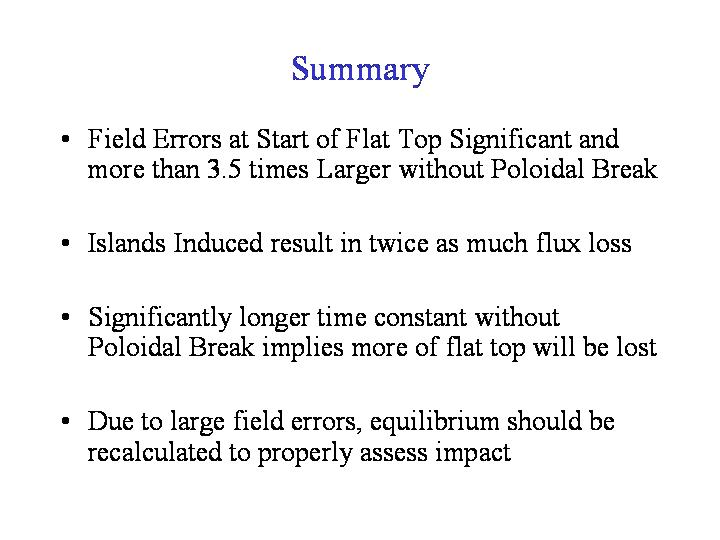 Summary
• Field Errors at Start of Flat Top Significant and
more than 3.5 times Larger without Poloidal Break
• Islands Induced result in twice as much flux loss
• Significantly longer time constant without
Poloidal Break implies more of flat top will be lost
• Due to large field errors, equilibrium should be
recalculated to properly assess impact